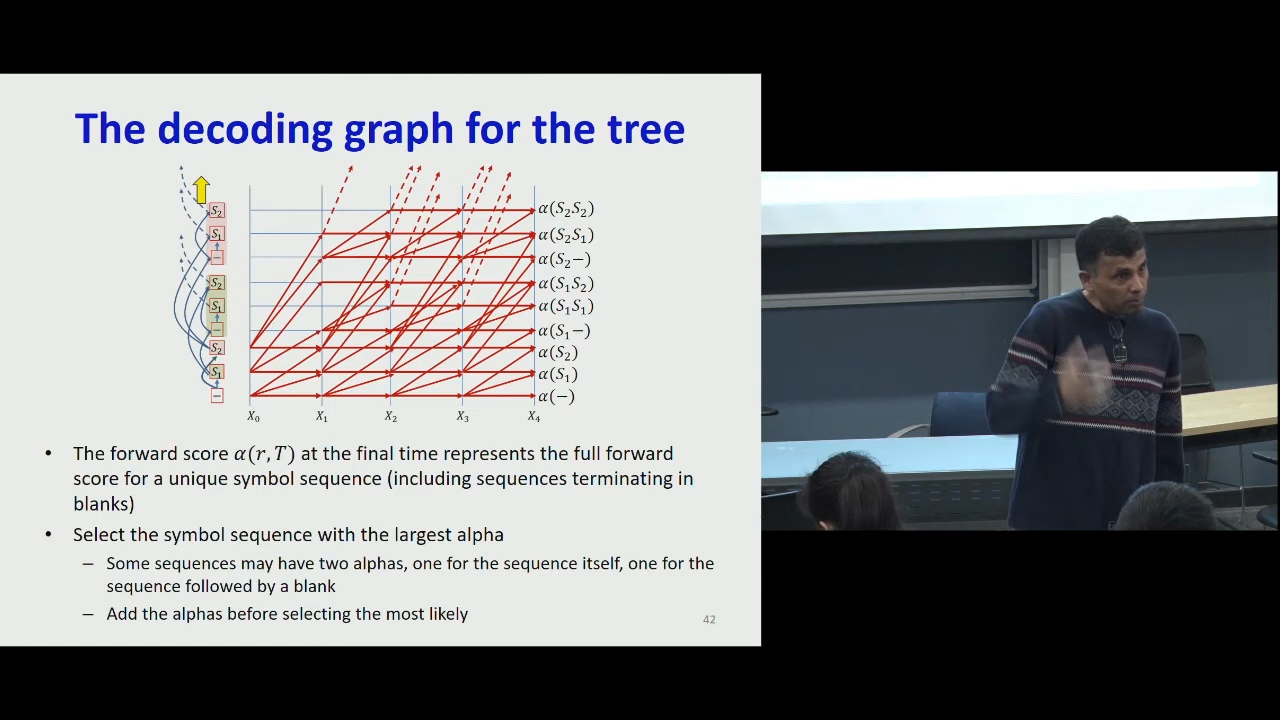 The decoding graph for the tree
S₂
S₁
−
S₂
S₁
−
S₂
S₁
−
α(S₂S₂)
α(S₂S₁)
α(S₂−)
α(S₁S₂)
α(S₁S₁)
α(S₁−)
α(S₂)
α(S₁)
α(−)
X₀ X₁ X₂ X₃ X₄
• The forward score α(r, T) at the final time represents the full forward
score for a unique symbol sequence (including sequences terminating in
blanks)
• Select the symbol sequence with the largest alpha
– Some sequences may have two alphas, one for the sequence itself, one for the
sequence followed by a blank
– Add the alphas before selecting the most likely
42